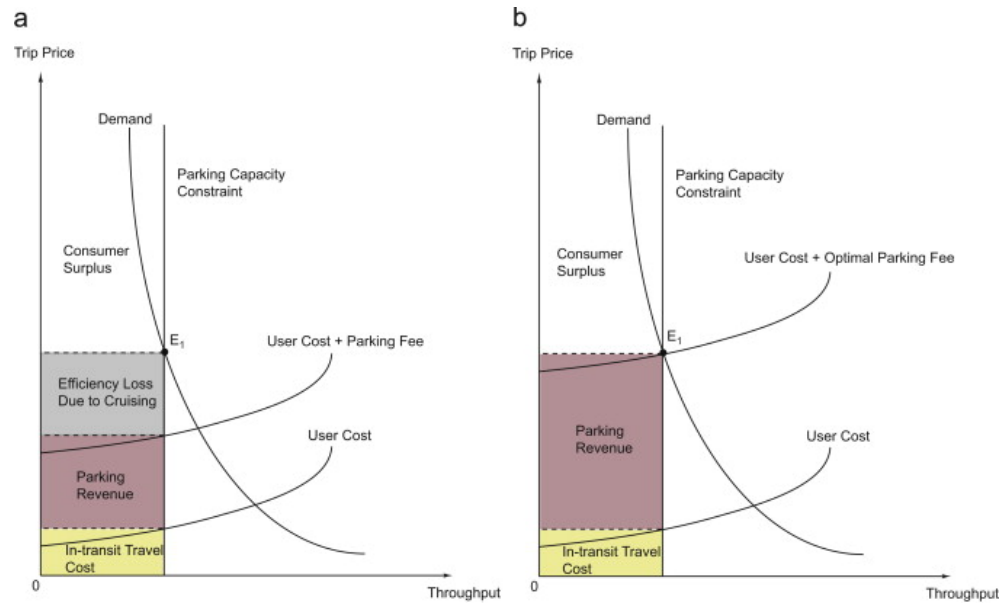 a
Trip Price
Demand
Parking Capacity
Constraint
Consumer
Surplus
E1
User Cost + Parking Fee
Efficiency Loss
Due to Cruising
User Cost
Parking
Revenue
In-transit Travel
Cost
0
Throughput
b
Trip Price
Demand
Parking Capacity
Constraint
Consumer
Surplus
User Cost + Optimal Parking Fee
E1
Parking
Revenue
User Cost
In-transit Travel
Cost
0
Throughput